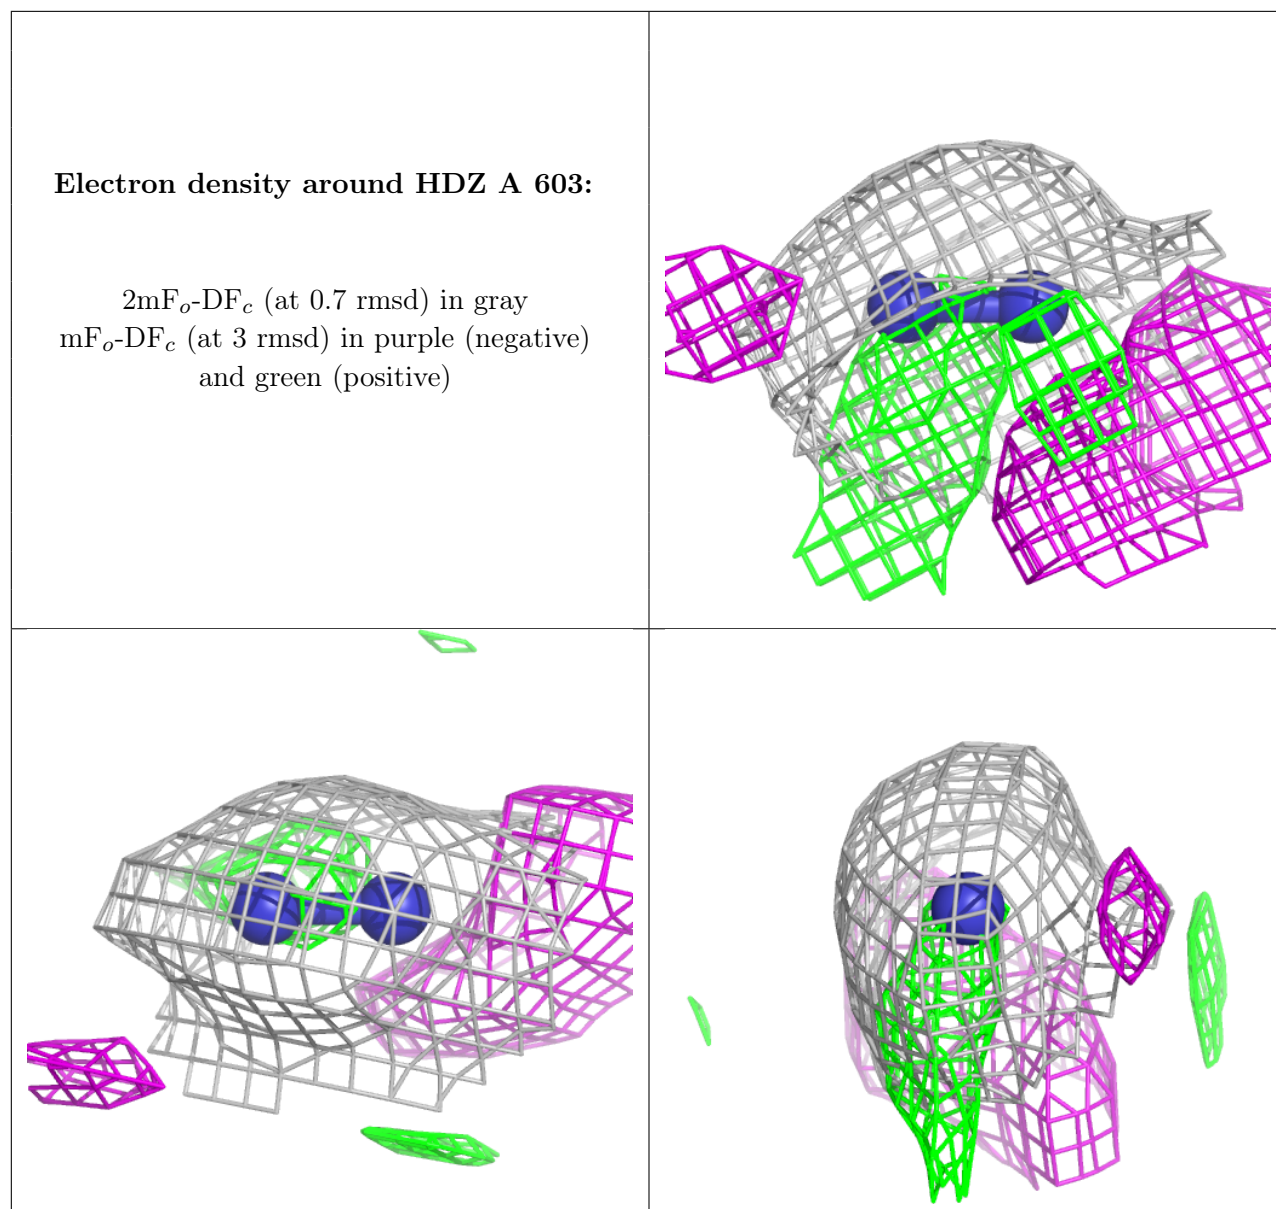 Electron density around HDZ A 603:
2mFo-DFc (at 0.7 rmsd) in gray
mFo-DFc (at 3 rmsd) in purple (negative)
and green (positive)